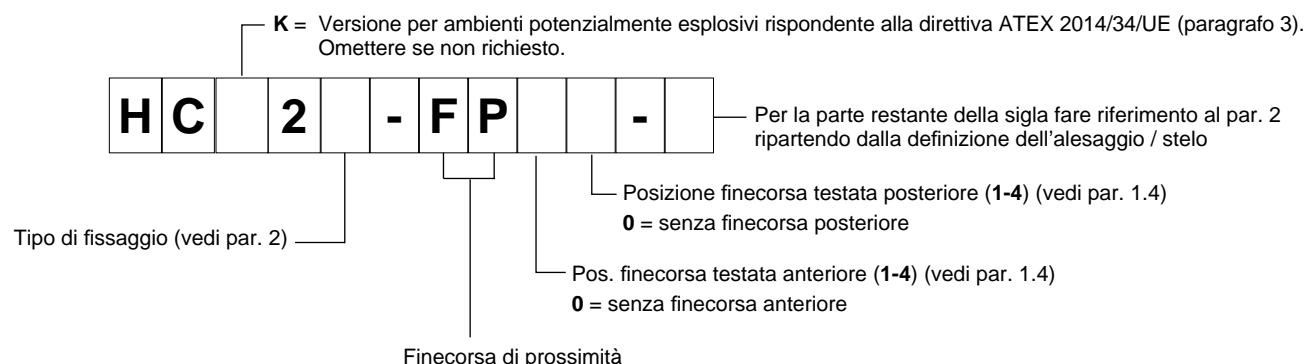 K = Versione per ambienti potenzialmente esplosivi rispondente alla direttiva ATEX 2014/34/UE (paragrafo 3).
Omettere se non richiesto.
H C 2 - F P -
Per la parte restante della sigla fare riferimento al par. 2
ripartendo dalla definizione dell'alesaggio / stelo
Posizione finecorsa testata posteriore (1-4) (vedi par. 1.4)
0 = senza finecorsa posteriore
Tipo di fissaggio (vedi par. 2)
Pos. finecorsa testata anteriore (1-4) (vedi par. 1.4)
0 = senza finecorsa anteriore
Finecorsa di prossimità